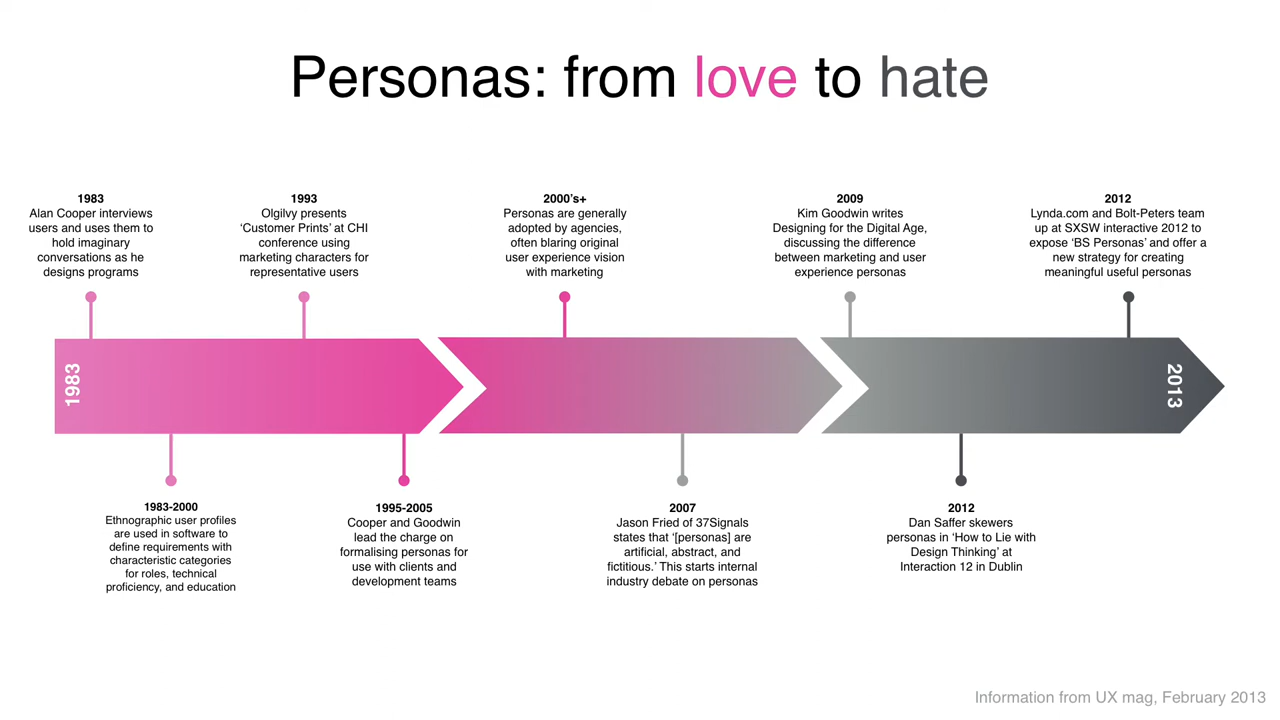 Personas: from love to hate
1983
Alan Cooper interviews
users and uses them to
hold imaginary
conversations as he
designs programs
1993
Olgilvy presents
‘Customer Prints’ at CHI
conference using
marketing characters for
representative users
2000’s+
Personas are generally
adopted by agencies,
often blaring original
user experience vision
with marketing
2009
Kim Goodwin writes
Designing for the Digital Age,
discussing the difference
between marketing and user
experience personas
2012
Lynda.com and Bolt-Peters team
up at SXSW interactive 2012 to
expose ‘BS Personas’ and offer a
new strategy for creating
meaningful useful personas
1983
2013
1983-2000
Ethnographic user profiles
are used in software to
define requirements with
characteristic categories
for roles, technical
proficiency, and education
1995-2005
Cooper and Goodwin
lead the charge on
formalising personas for
use with clients and
development teams
2007
Jason Fried of 37Signals
states that ‘[personas] are
artificial, abstract, and
fictitious.’ This starts internal
industry debate on personas
2012
Dan Saffer skewers
personas in ‘How to Lie with
Design Thinking’ at
Interaction 12 in Dublin
Information from UX mag, February 2013